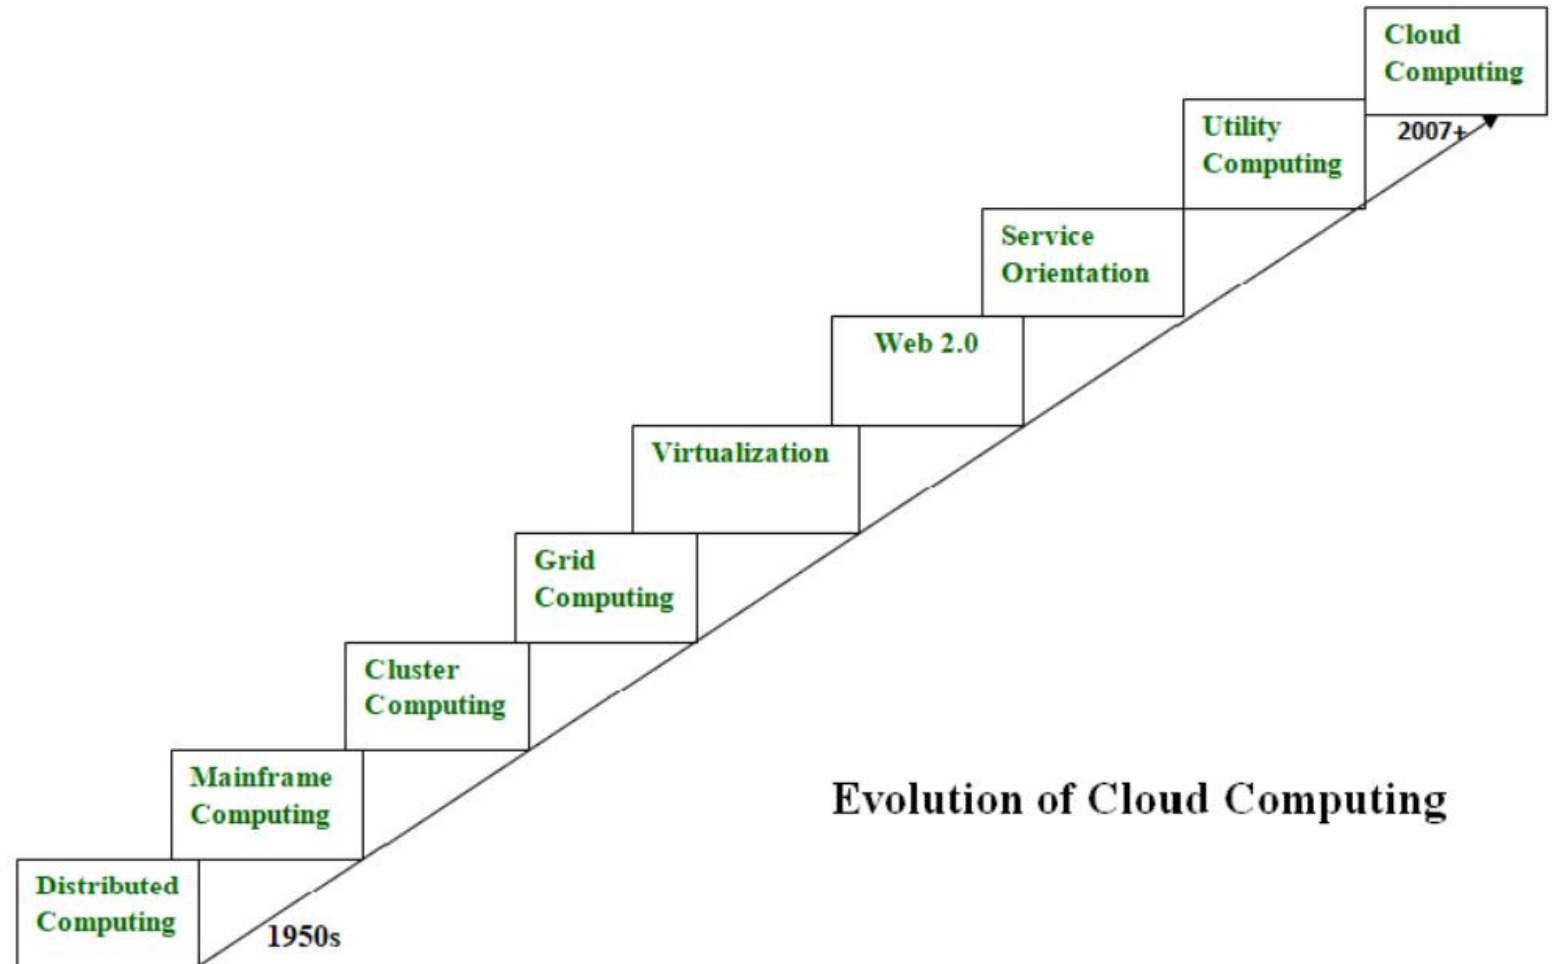 Cloud
Computing
2007+
Utility
Computing
Service
Orientation
Web 2.0
Virtualization
Grid
Computing
Cluster
Computing
Mainframe
Computing
Evolution of Cloud Computing
Distributed
Computing
1950s